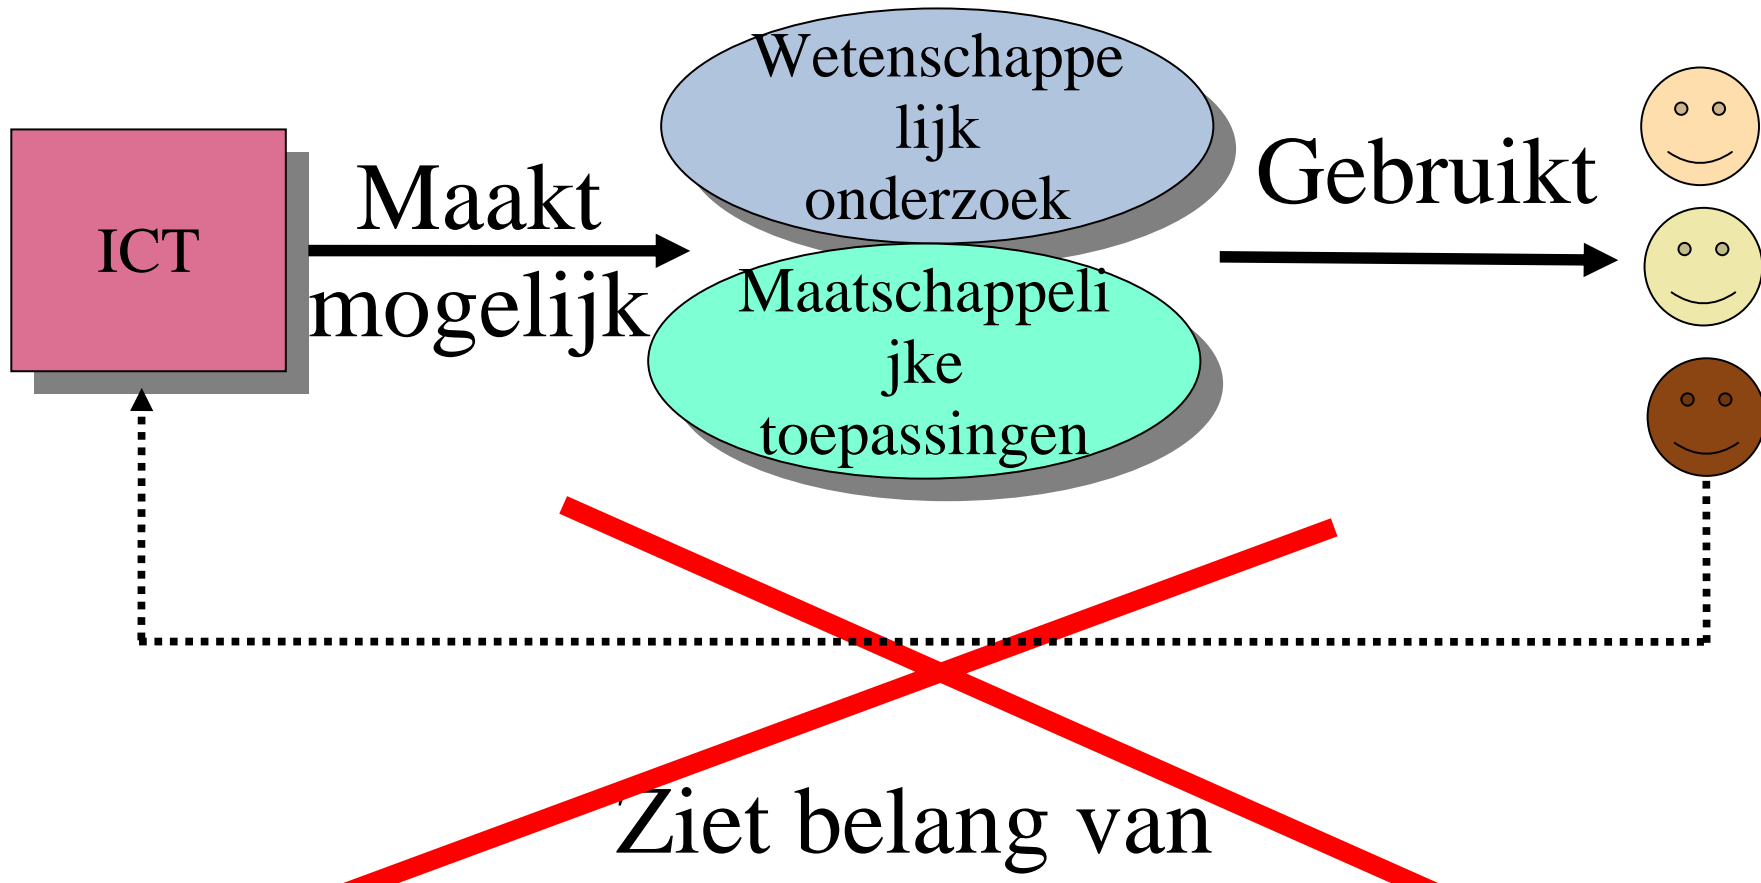 Wetenschappe
lijk
onderzoek
ICT
Maakt
mogelijk
Gebruikt
Maatschappeli
jke
toepassingen
Ziet belang van